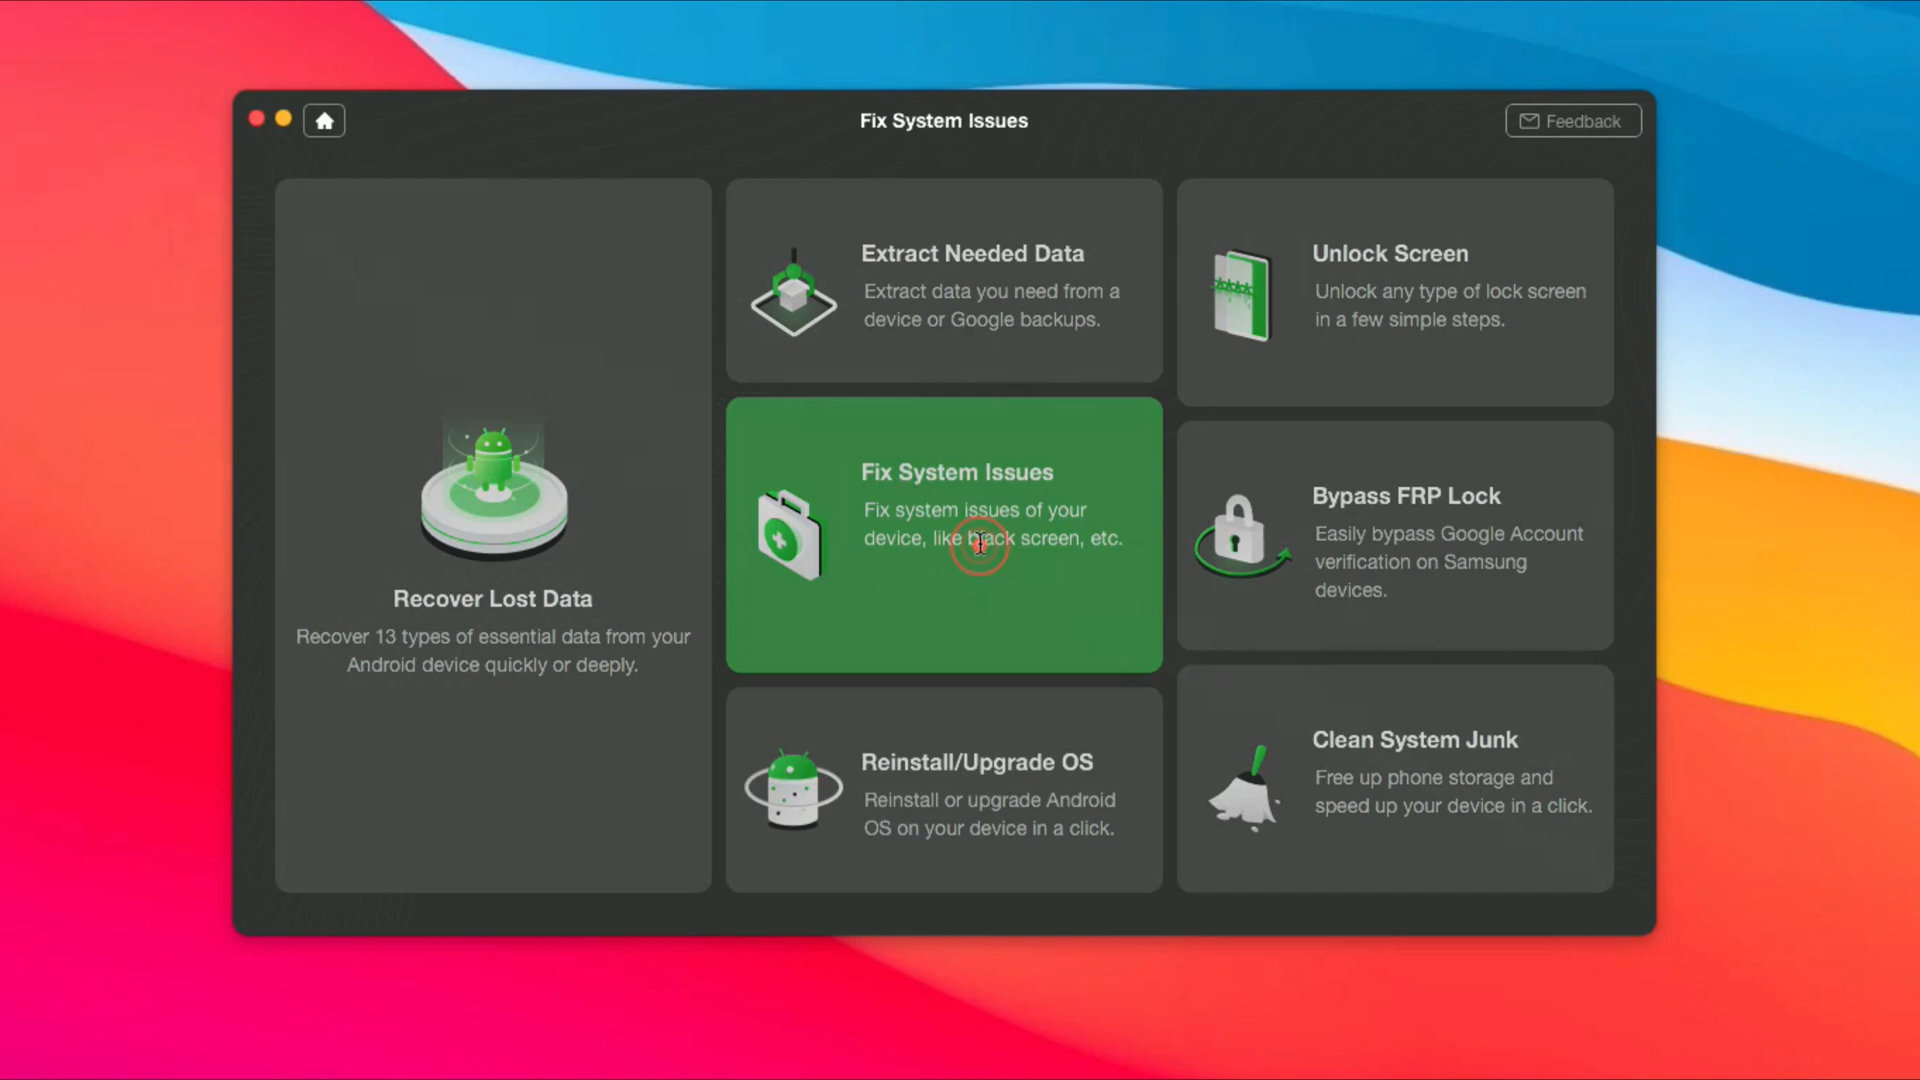 Fix System Issues
Feedback
Recover Lost Data
Recover 13 types of essential data from your
Android device quickly or deeply.
Extract Needed Data
Extract data you need from a
device or Google backups.
Fix System Issues
Fix system issues of your
device, like black screen, etc.
Reinstall/Upgrade OS
Reinstall or upgrade Android
OS on your device in a click.
Unlock Screen
Unlock any type of lock screen
in a few simple steps.
Bypass FRP Lock
Easily bypass Google Account
verification on Samsung
devices.
Clean System Junk
Free up phone storage and
speed up your device in a click.